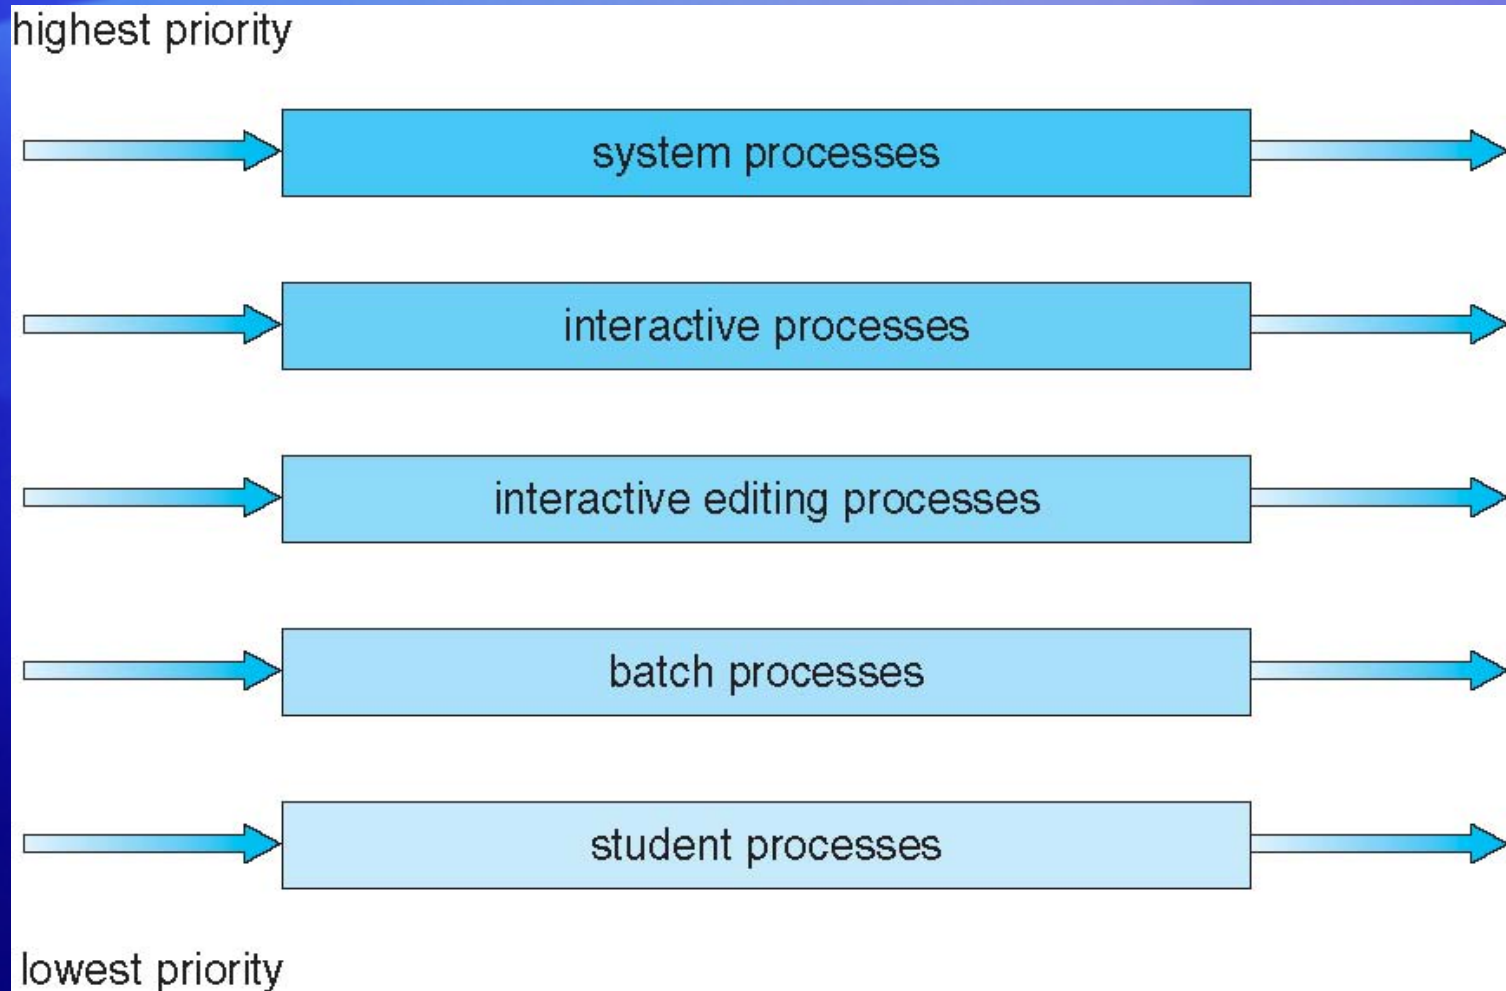 highest priority
system processes
interactive processes
interactive editing processes
batch processes
student processes
lowest priority